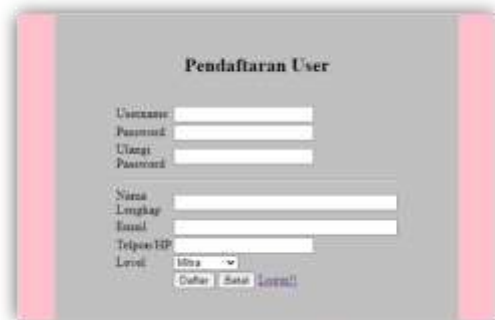 Pendaftaran User
Username
Password
Ulangi
Password
Nama
Lengkap
Email
Telpon/HP
Level Mitra
Daftar Batal Login!!